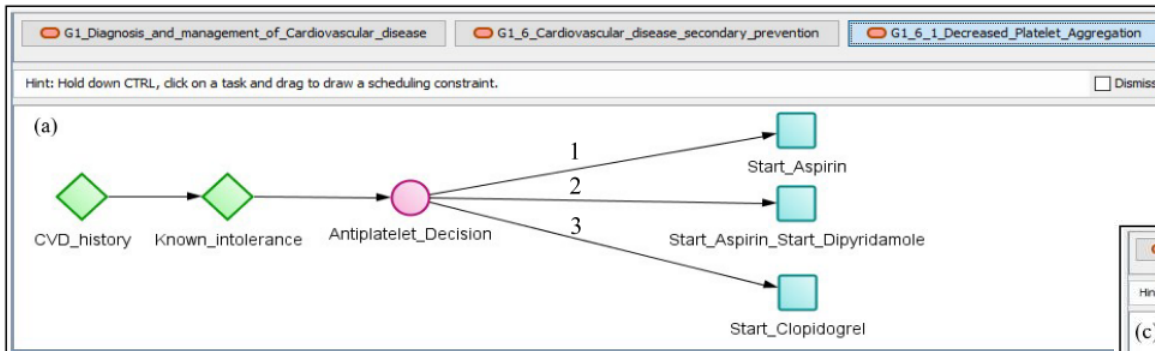 G1_Diagnosis_and_management_of_Cardiovascular_disease
G1_6_Cardiovascular_disease_secondary_prevention
G1_6_1_Decreased_Platelet_Aggregation
Hint: Hold down CTRL, click on a task and drag to draw a scheduling constraint.
(a)
1
Start_Aspirin
2
CVD_history
Known_intolerance
Antiplatelet_Decision
Start_Aspirin_Start_Dipyridamole
3
Start_Clopidogrel
(c)